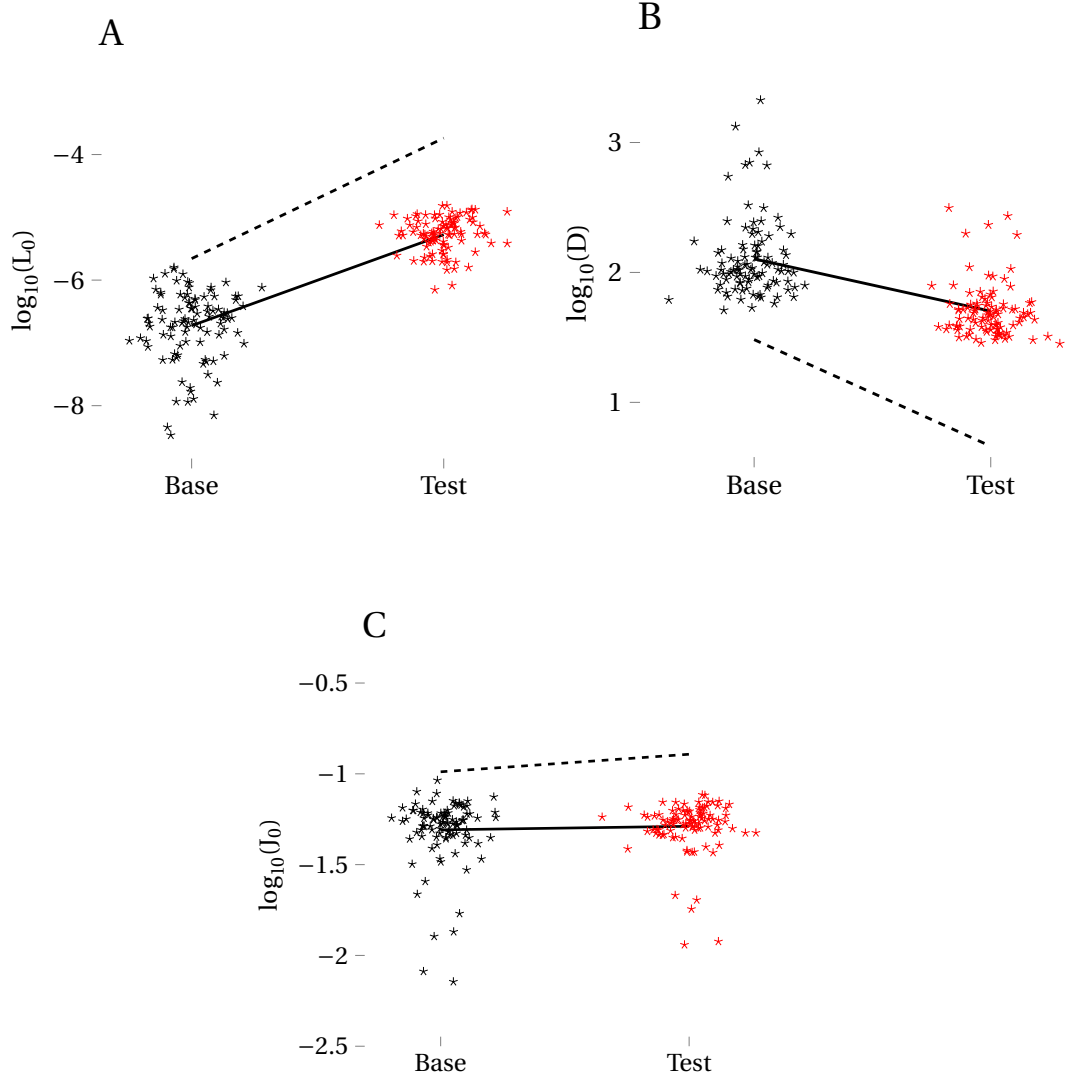 A
log₁₀(L₀)
−4
−6
−8
Base Test
B
log₁₀(D)
3
2
1
Base Test
C
log₁₀(J₀)
−0.5
−1
−1.5
−2
−2.5
Base Test